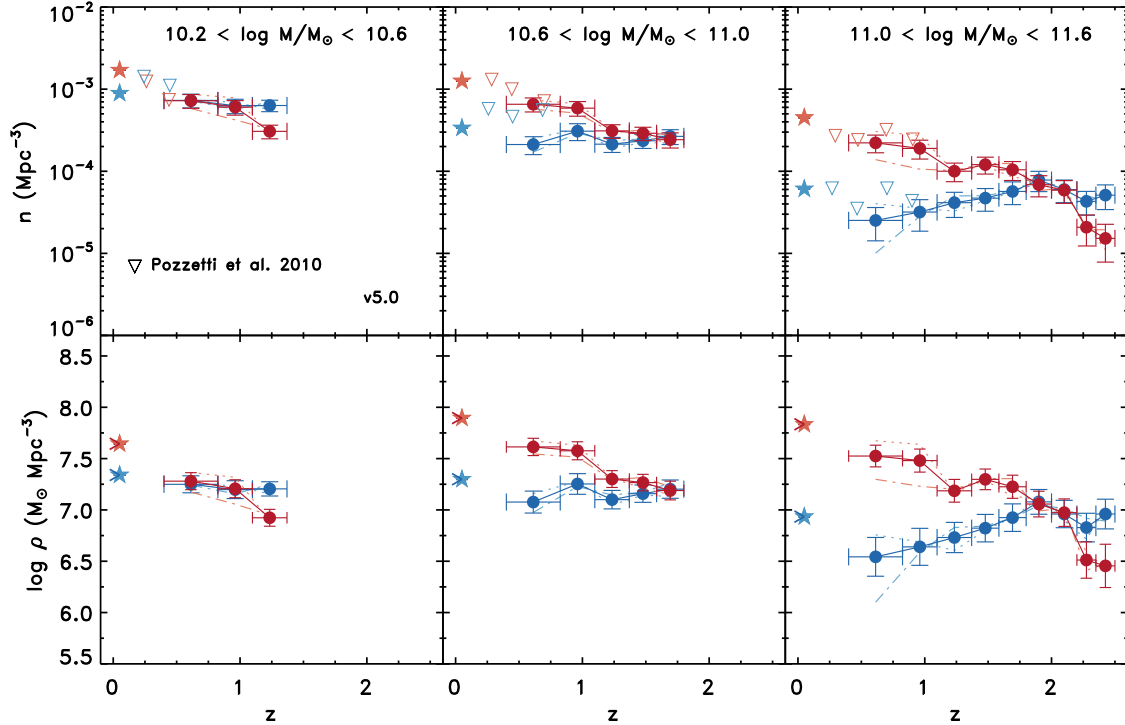 10.2 < log M/M⊙ < 10.6
10.6 < log M/M⊙ < 11.0
11.0 < log M/M⊙ < 11.6
10⁻²
10⁻³
10⁻⁴
10⁻⁵
10⁻⁶
n (Mpc⁻³)
Pozzetti et al. 2010
v5.0
8.5
8.0
7.5
7.0
6.5
6.0
5.5
log ρ (M⊙ Mpc⁻³)
0 1 2
0 1 2
0 1 2
z
z
z